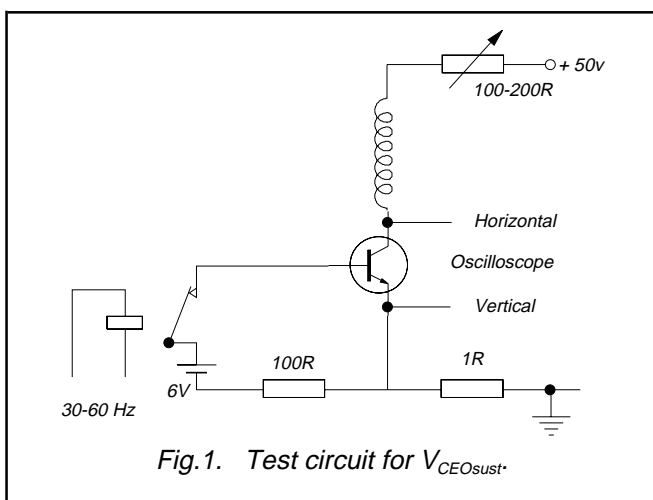 + 50v
100-200R
Horizontal
Oscilloscope
Vertical
100R
1R
6V
30-60 Hz
Fig.1. Test circuit for VCEOsust.